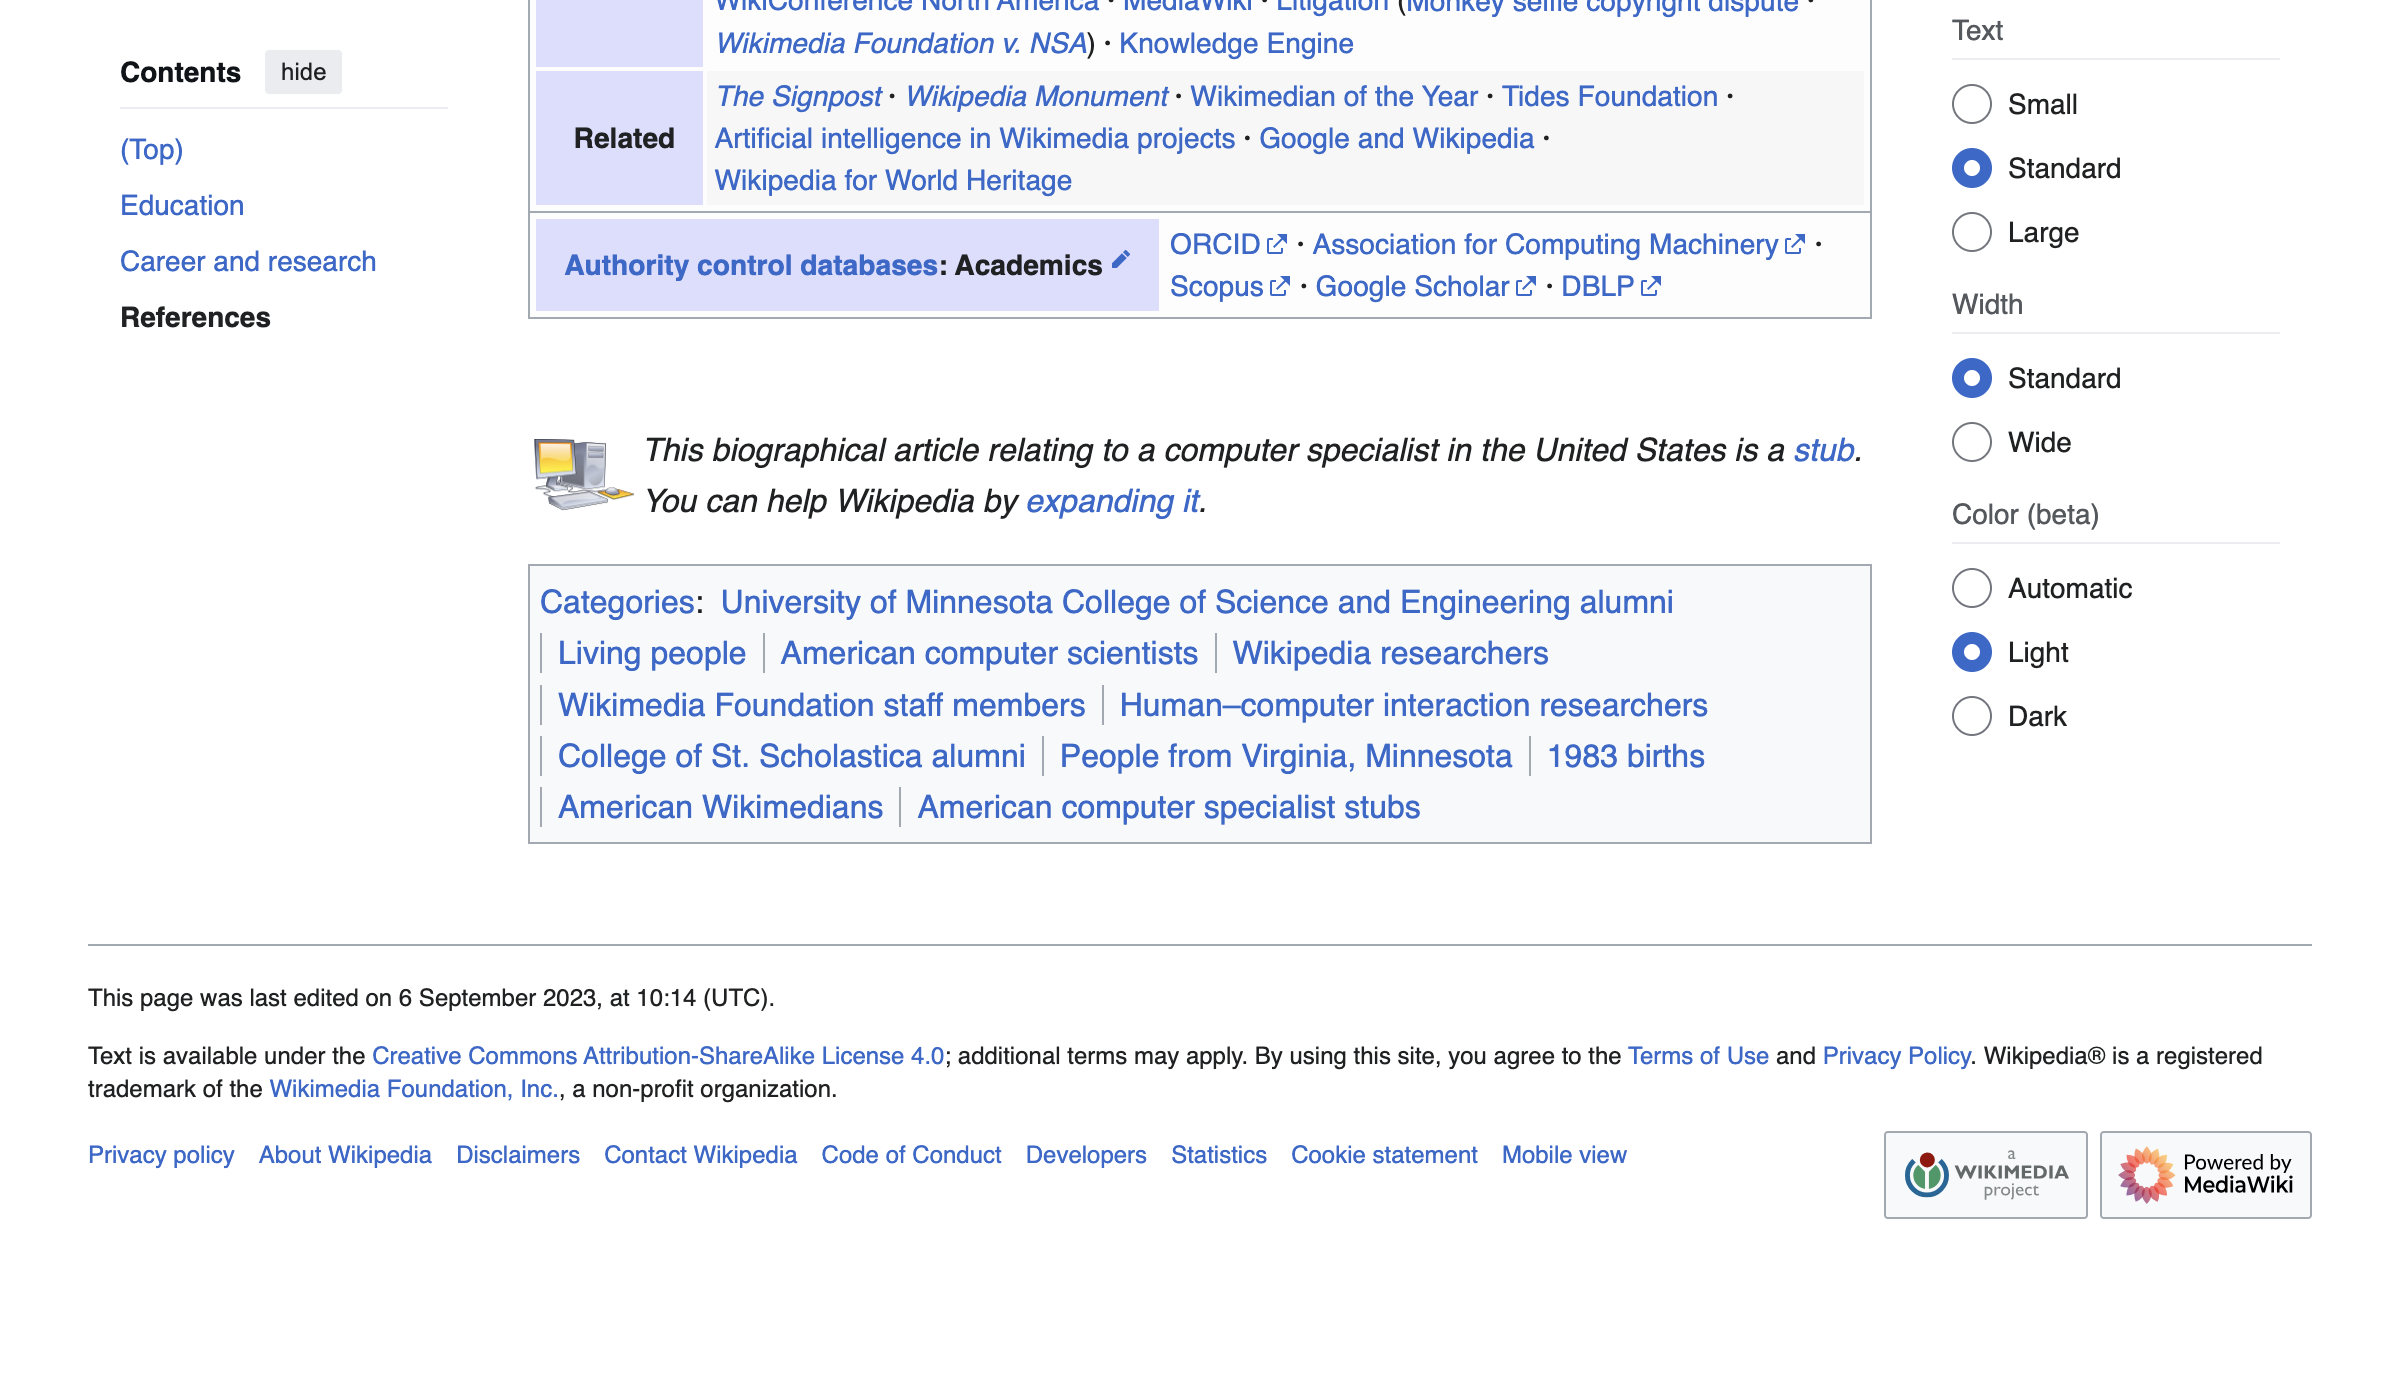 Contents hide
(Top)
Education
Career and research
References
WikiConference North America · MediaWiki · Litigation (Monkey selfie copyright dispute ·
Wikimedia Foundation v. NSA) · Knowledge Engine
Related
The Signpost · Wikipedia Monument · Wikimedian of the Year · Tides Foundation ·
Artificial intelligence in Wikimedia projects · Google and Wikipedia ·
Wikipedia for World Heritage
Authority control databases: Academics
ORCID · Association for Computing Machinery ·
Scopus · Google Scholar · DBLP
This biographical article relating to a computer specialist in the United States is a stub.
You can help Wikipedia by expanding it.
Categories: University of Minnesota College of Science and Engineering alumni
Living people | American computer scientists | Wikipedia researchers
Wikimedia Foundation staff members | Human–computer interaction researchers
College of St. Scholastica alumni | People from Virginia, Minnesota | 1983 births
American Wikimedians | American computer specialist stubs
Text
Small
Standard
Large
Width
Standard
Wide
Color (beta)
Automatic
Light
Dark
This page was last edited on 6 September 2023, at 10:14 (UTC).
Text is available under the Creative Commons Attribution-ShareAlike License 4.0; additional terms may apply. By using this site, you agree to the Terms of Use and Privacy Policy. Wikipedia® is a registered
trademark of the Wikimedia Foundation, Inc., a non-profit organization.
Privacy policy About Wikipedia Disclaimers Contact Wikipedia Code of Conduct Developers Statistics Cookie statement Mobile view
a
WIKIMEDIA
project
Powered by
MediaWiki